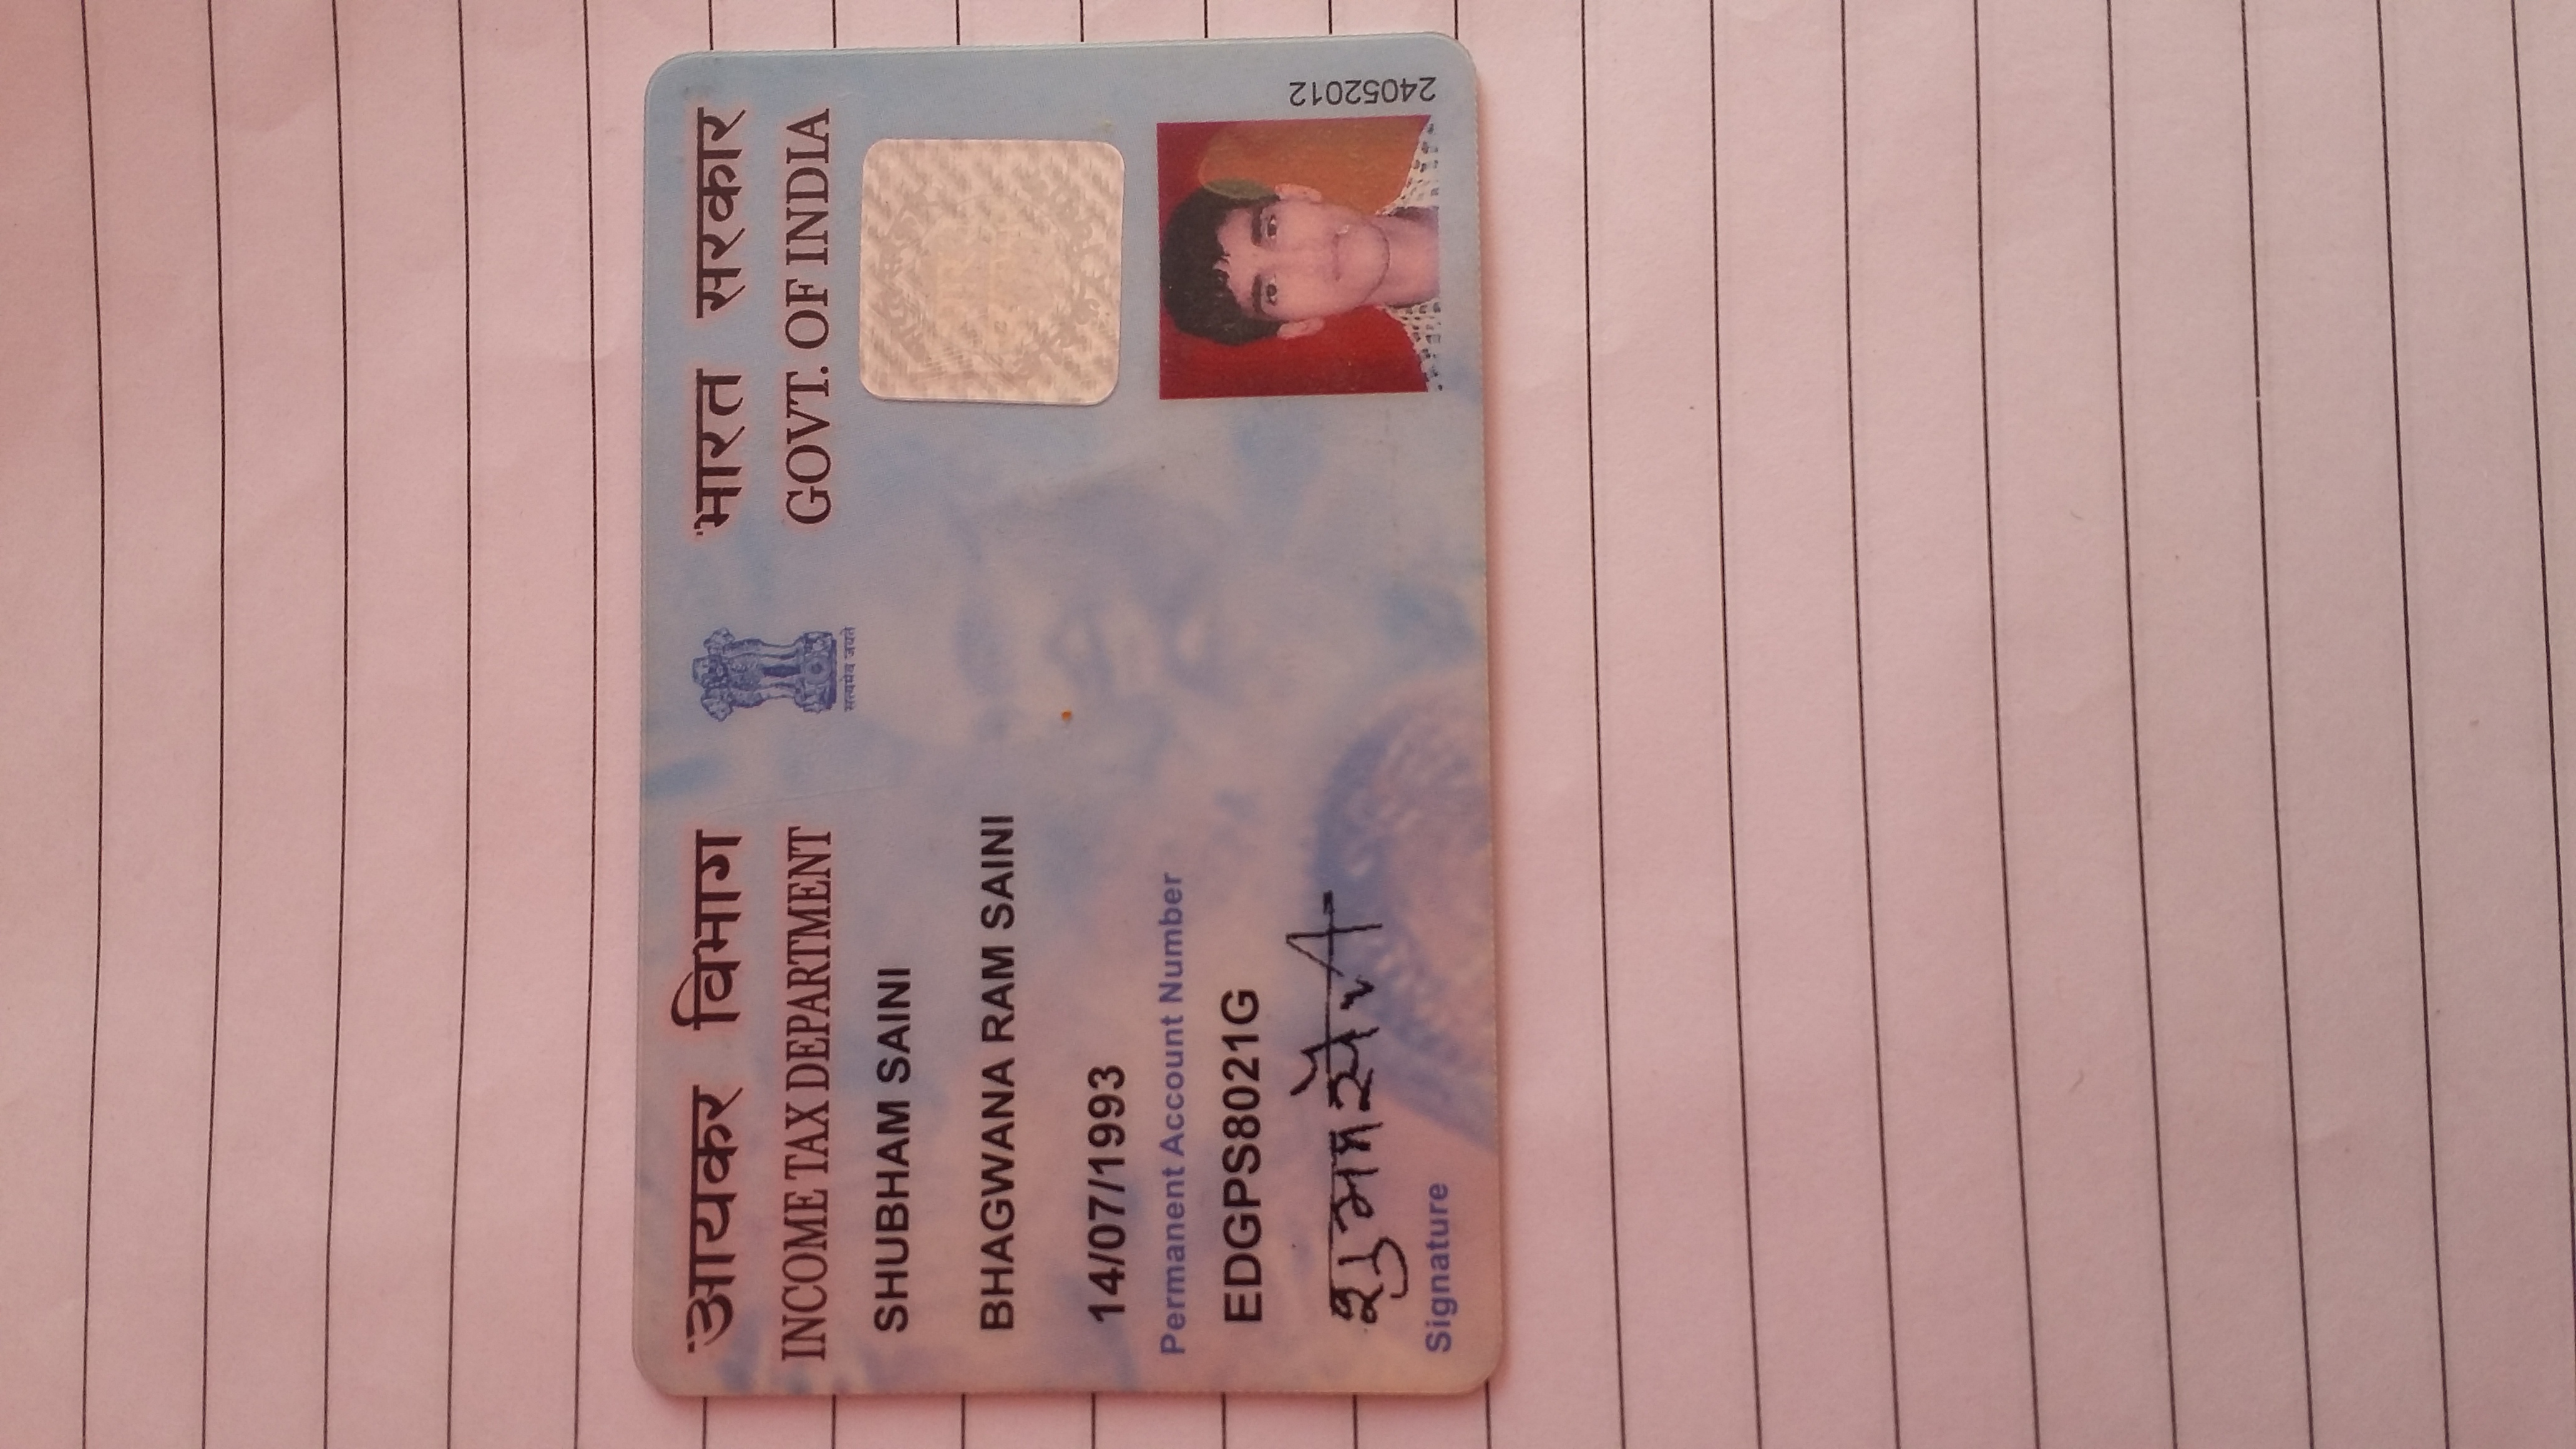 आयकर विभाग
INCOME TAX DEPARTMENT
सत्यमेव जयते
भारत सरकार
GOVT. OF INDIA
SHUBHAM SAINI
BHAGWANA RAM SAINI
14/07/1993
Permanent Account Number
EDGPS8021G
शुभम सैनी
Signature
24052012